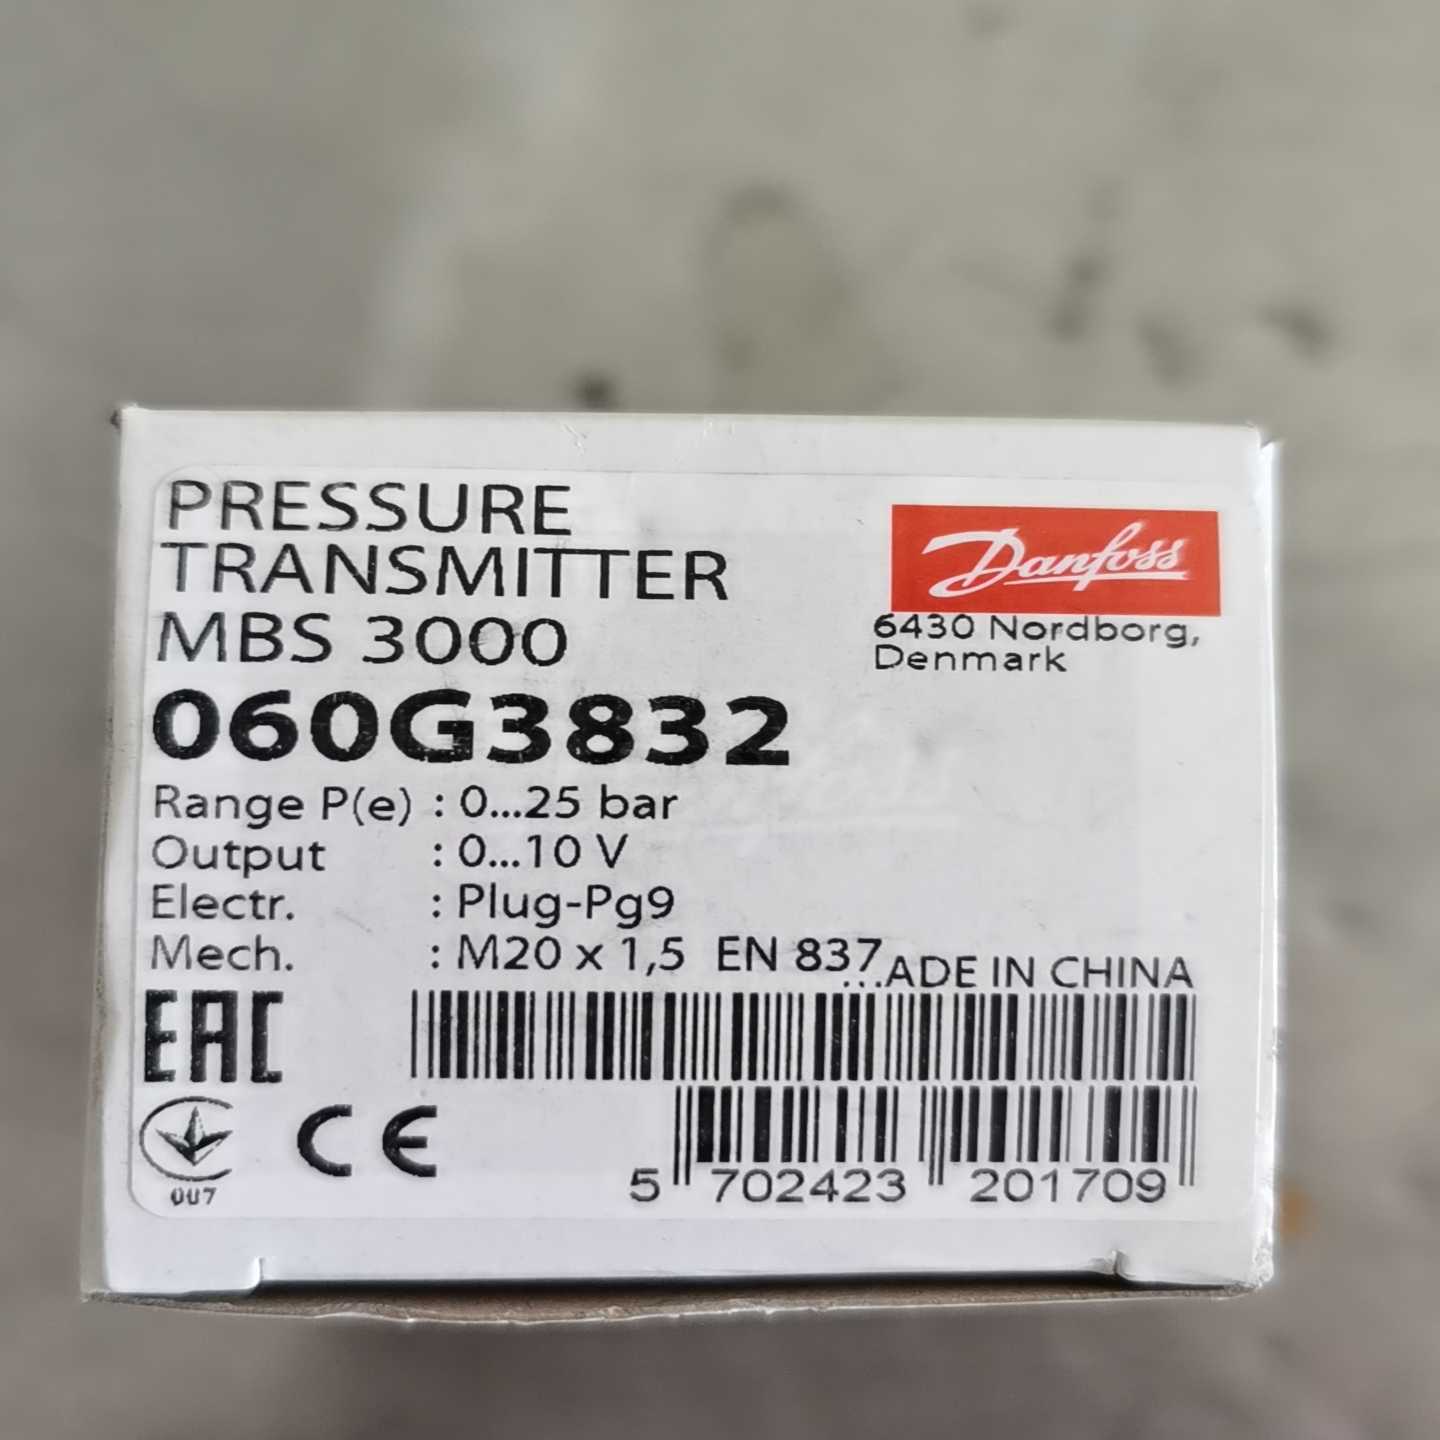 PRESSURE
TRANSMITTER
MBS 3000
060G3832
Range P(e) : 0...25 bar
Output : 0...10 V
Electr. : Plug-Pg9
Mech. : M20 x 1,5 EN 837
Danfoss
6430 Nordborg,
Denmark
...ADE IN CHINA
EAC
007
CE
5 702423 201709